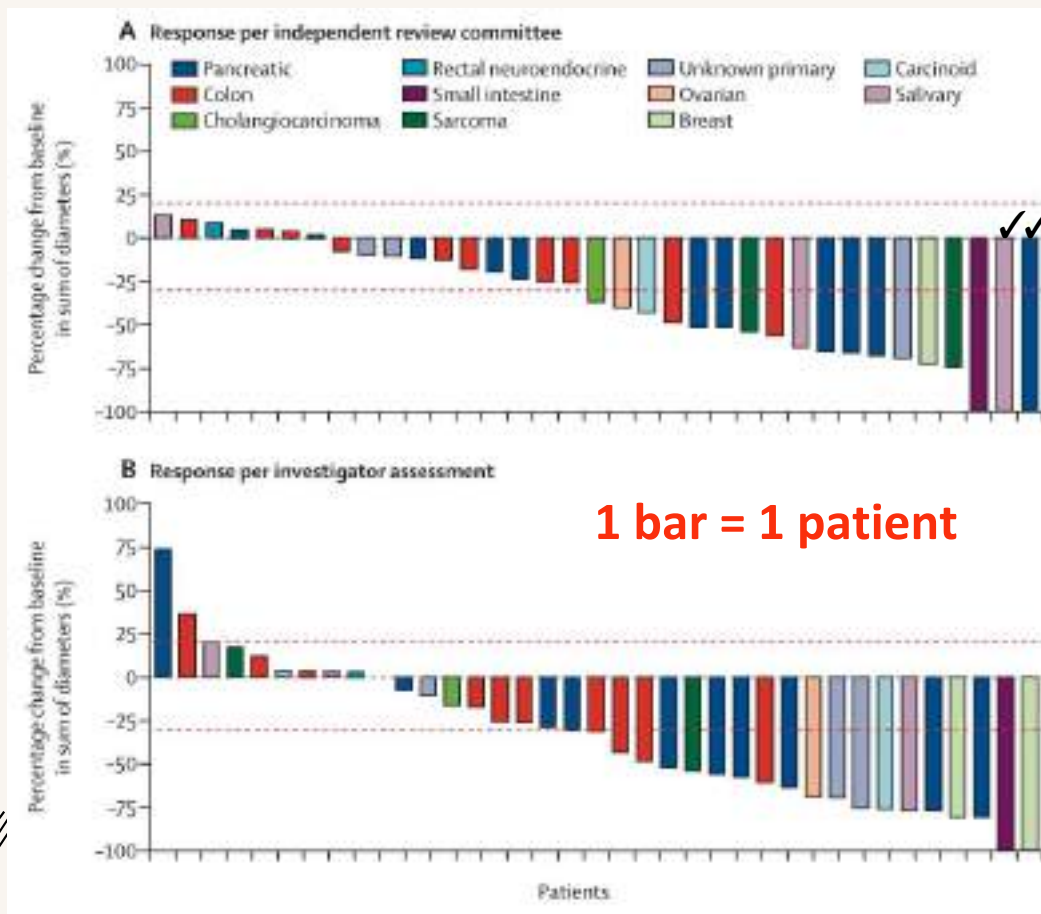 A Response per independent review committee
Percentage change from baseline
in sum of diameters (%)
100
75
50
25
0
−25
−50
−75
−100
Pancreatic
Colon
Cholangiocarcinoma
Rectal neuroendocrine
Small intestine
Sarcoma
Unknown primary
Ovarian
Breast
Carcinoid
Salivary
✓✓
B Response per investigator assessment
1 bar = 1 patient
Percentage change from baseline
in sum of diameters (%)
100
75
50
25
0
−25
−50
−75
−100
Patients